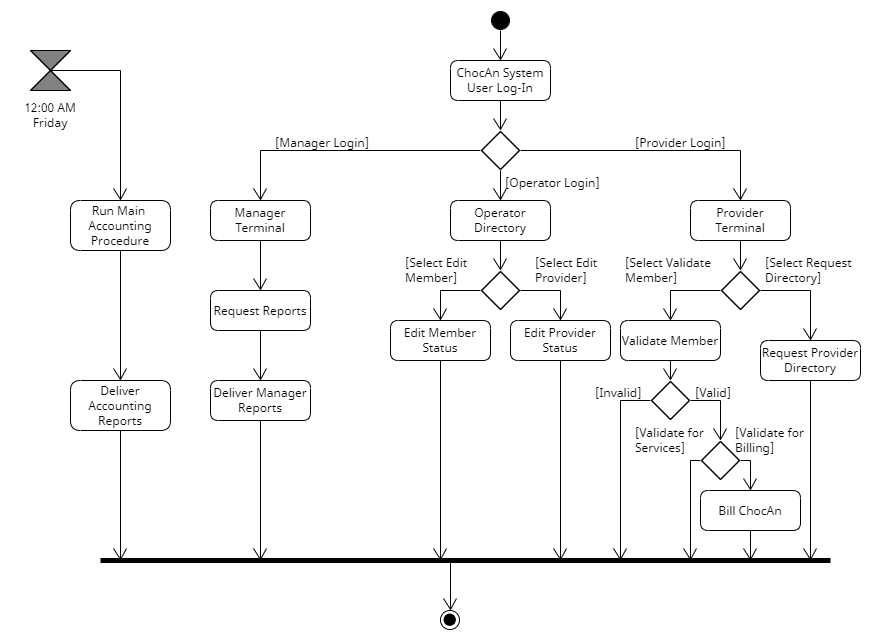 ChocAn System
User Log-In
12:00 AM
Friday
[Manager Login]
[Provider Login]
[Operator Login]
Run Main
Accounting
Procedure
Manager
Terminal
Operator
Directory
Provider
Terminal
[Select Edit
Member]
[Select Edit
Provider]
[Select Validate
Member]
[Select Request
Directory]
Request Reports
Edit Member
Status
Edit Provider
Status
Validate Member
Request Provider
Directory
Deliver
Accounting
Reports
Deliver Manager
Reports
[Invalid]
[Valid]
[Validate for
Services]
[Validate for
Billing]
Bill ChocAn